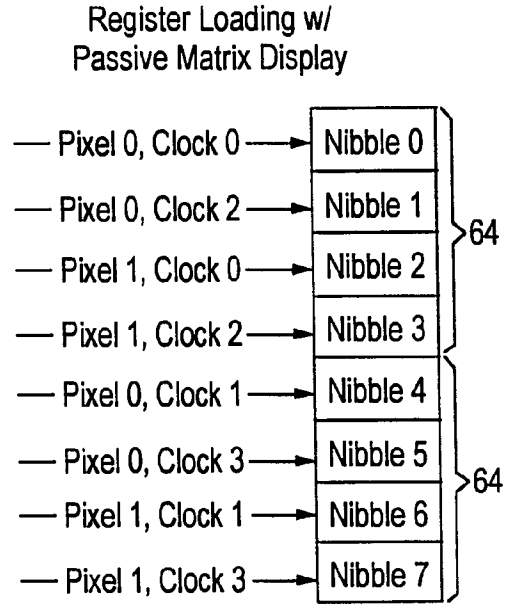 Register Loading w/
Passive Matrix Display
Pixel 0, Clock 0 Nibble 0
Pixel 0, Clock 2 Nibble 1
64
Pixel 1, Clock 0 Nibble 2
Pixel 1, Clock 2 Nibble 3
Pixel 0, Clock 1 Nibble 4
Pixel 0, Clock 3 Nibble 5
64
Pixel 1, Clock 1 Nibble 6
Pixel 1, Clock 3 Nibble 7